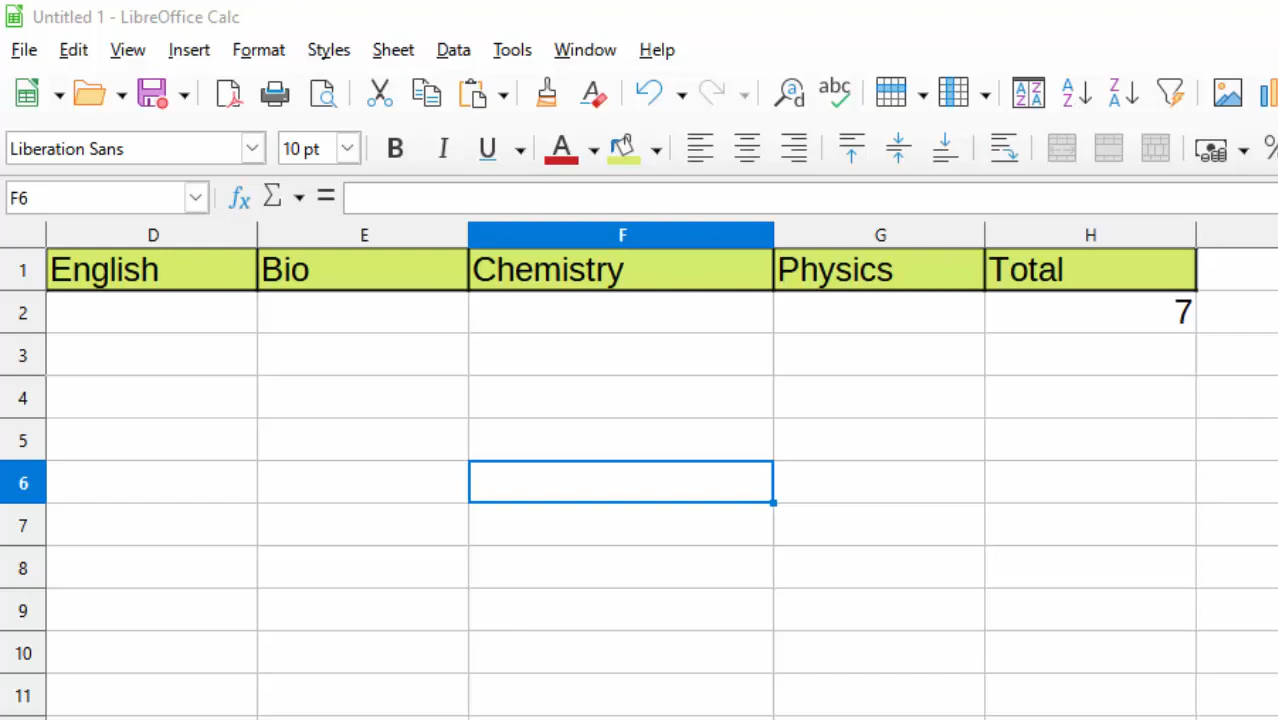 Untitled 1 - LibreOffice Calc
File Edit View Insert Format Styles Sheet Data Tools Window Help
Liberation Sans 10 pt B I U A
F6 fx Σ =
D E F G H
1 English Bio Chemistry Physics Total
2 7
3
4
5
6
7
8
9
10
11